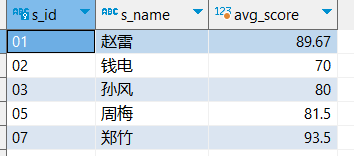 s_id s_name avg_score
01 赵雷 89.67
02 钱电 70
03 孙风 80
05 周梅 81.5
07 郑竹 93.5